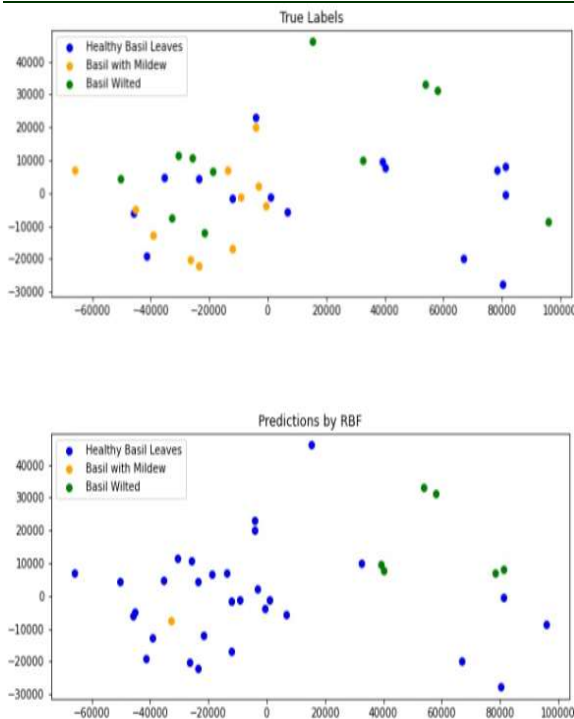 True Labels
Healthy Basil Leaves
Basil with Mildew
Basil Wilted
40000
30000
20000
10000
0
−10000
−20000
−30000
−60000 −40000 −20000 0 20000 40000 60000 80000 100000
Predictions by RBF
Healthy Basil Leaves
Basil with Mildew
Basil Wilted
40000
30000
20000
10000
0
−10000
−20000
−30000
−60000 −40000 −20000 0 20000 40000 60000 80000 100000